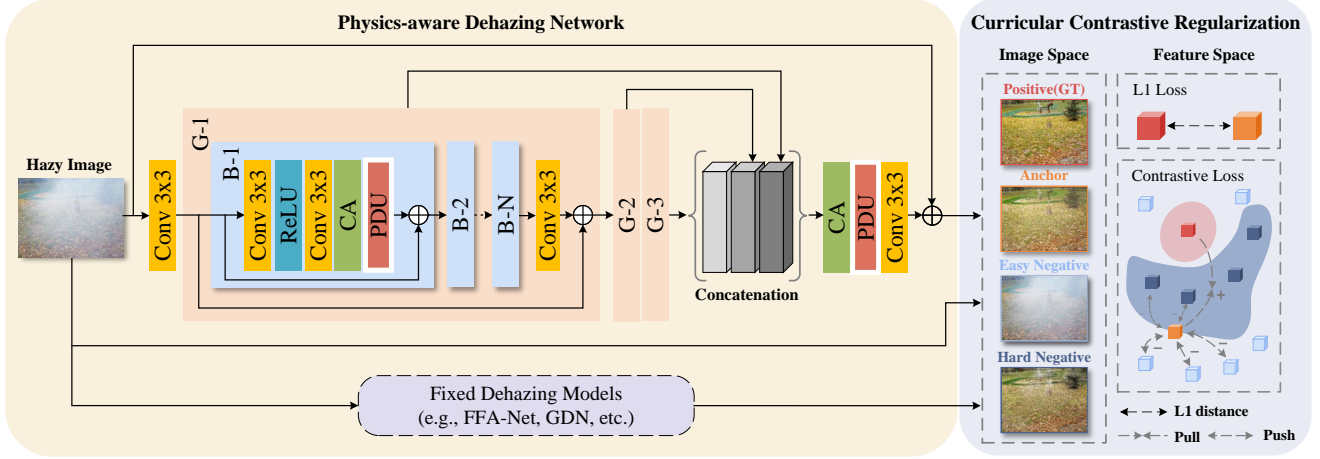 Physics-aware Dehazing Network
Hazy Image
Conv 3x3
G-1
B-1
Conv 3x3
ReLU
Conv 3x3
CA
PDU
B-2
B-N
Conv 3x3
G-2
G-3
Concatenation
CA
PDU
Conv 3x3
Fixed Dehazing Models
(e.g., FFA-Net, GDN, etc.)
Curricular Contrastive Regularization
Image Space
Positive(GT)
Anchor
Easy Negative
Hard Negative
Feature Space
L1 Loss
Contrastive Loss
+
−
−
−
−
−
L1 distance
Pull
Push